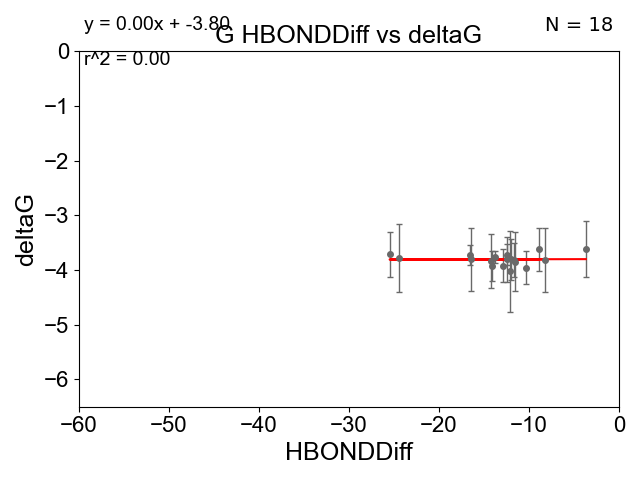 y = 0.00x + -3.80
G HBONDDiff vs deltaG
N = 18
r^2 = 0.00
0
−1
−2
−3
−4
−5
−6
deltaG
−60
−50
−40
−30
−20
−10
0
HBONDDiff